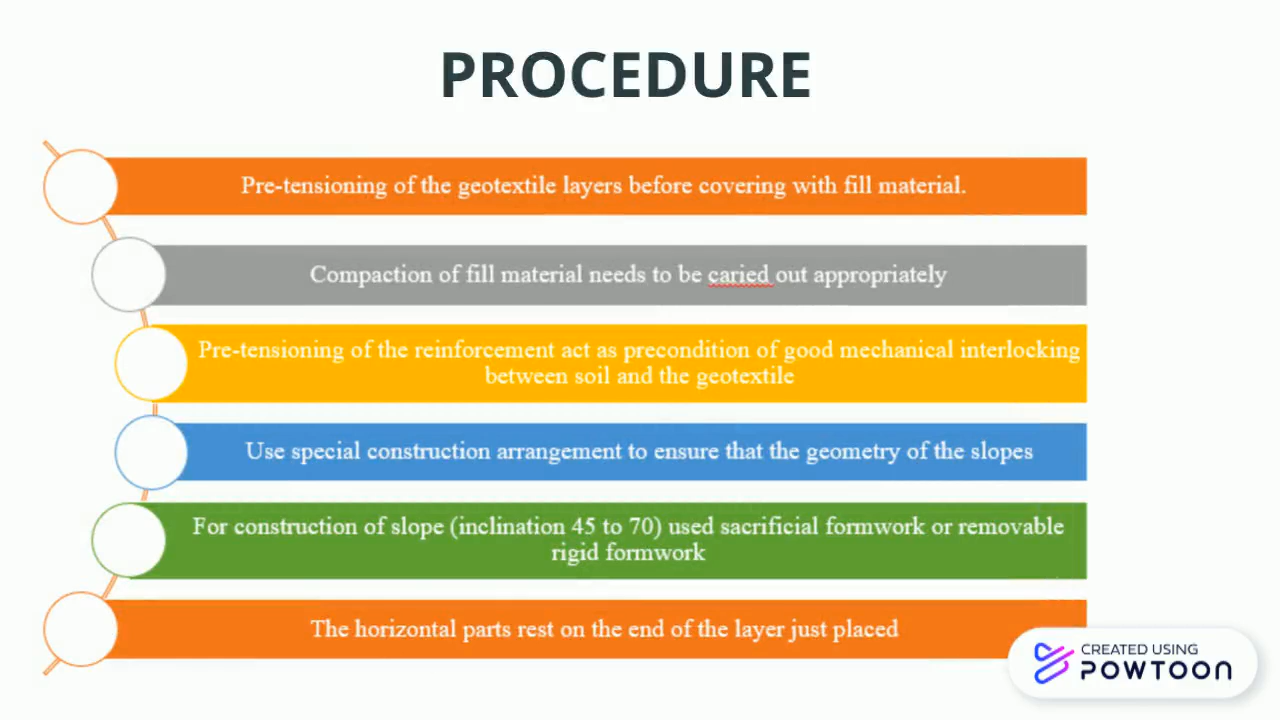 PROCEDURE
Pre-tensioning of the geotextile layers before covering with fill material.
Compaction of fill material needs to be caried out appropriately
Pre-tensioning of the reinforcement act as precondition of good mechanical interlocking
between soil and the geotextile
Use special construction arrangement to ensure that the geometry of the slopes
For construction of slope (inclination 45 to 70) used sacrificial formwork or removable
rigid formwork
The horizontal parts rest on the end of the layer just placed
CREATED USING
POWTOON